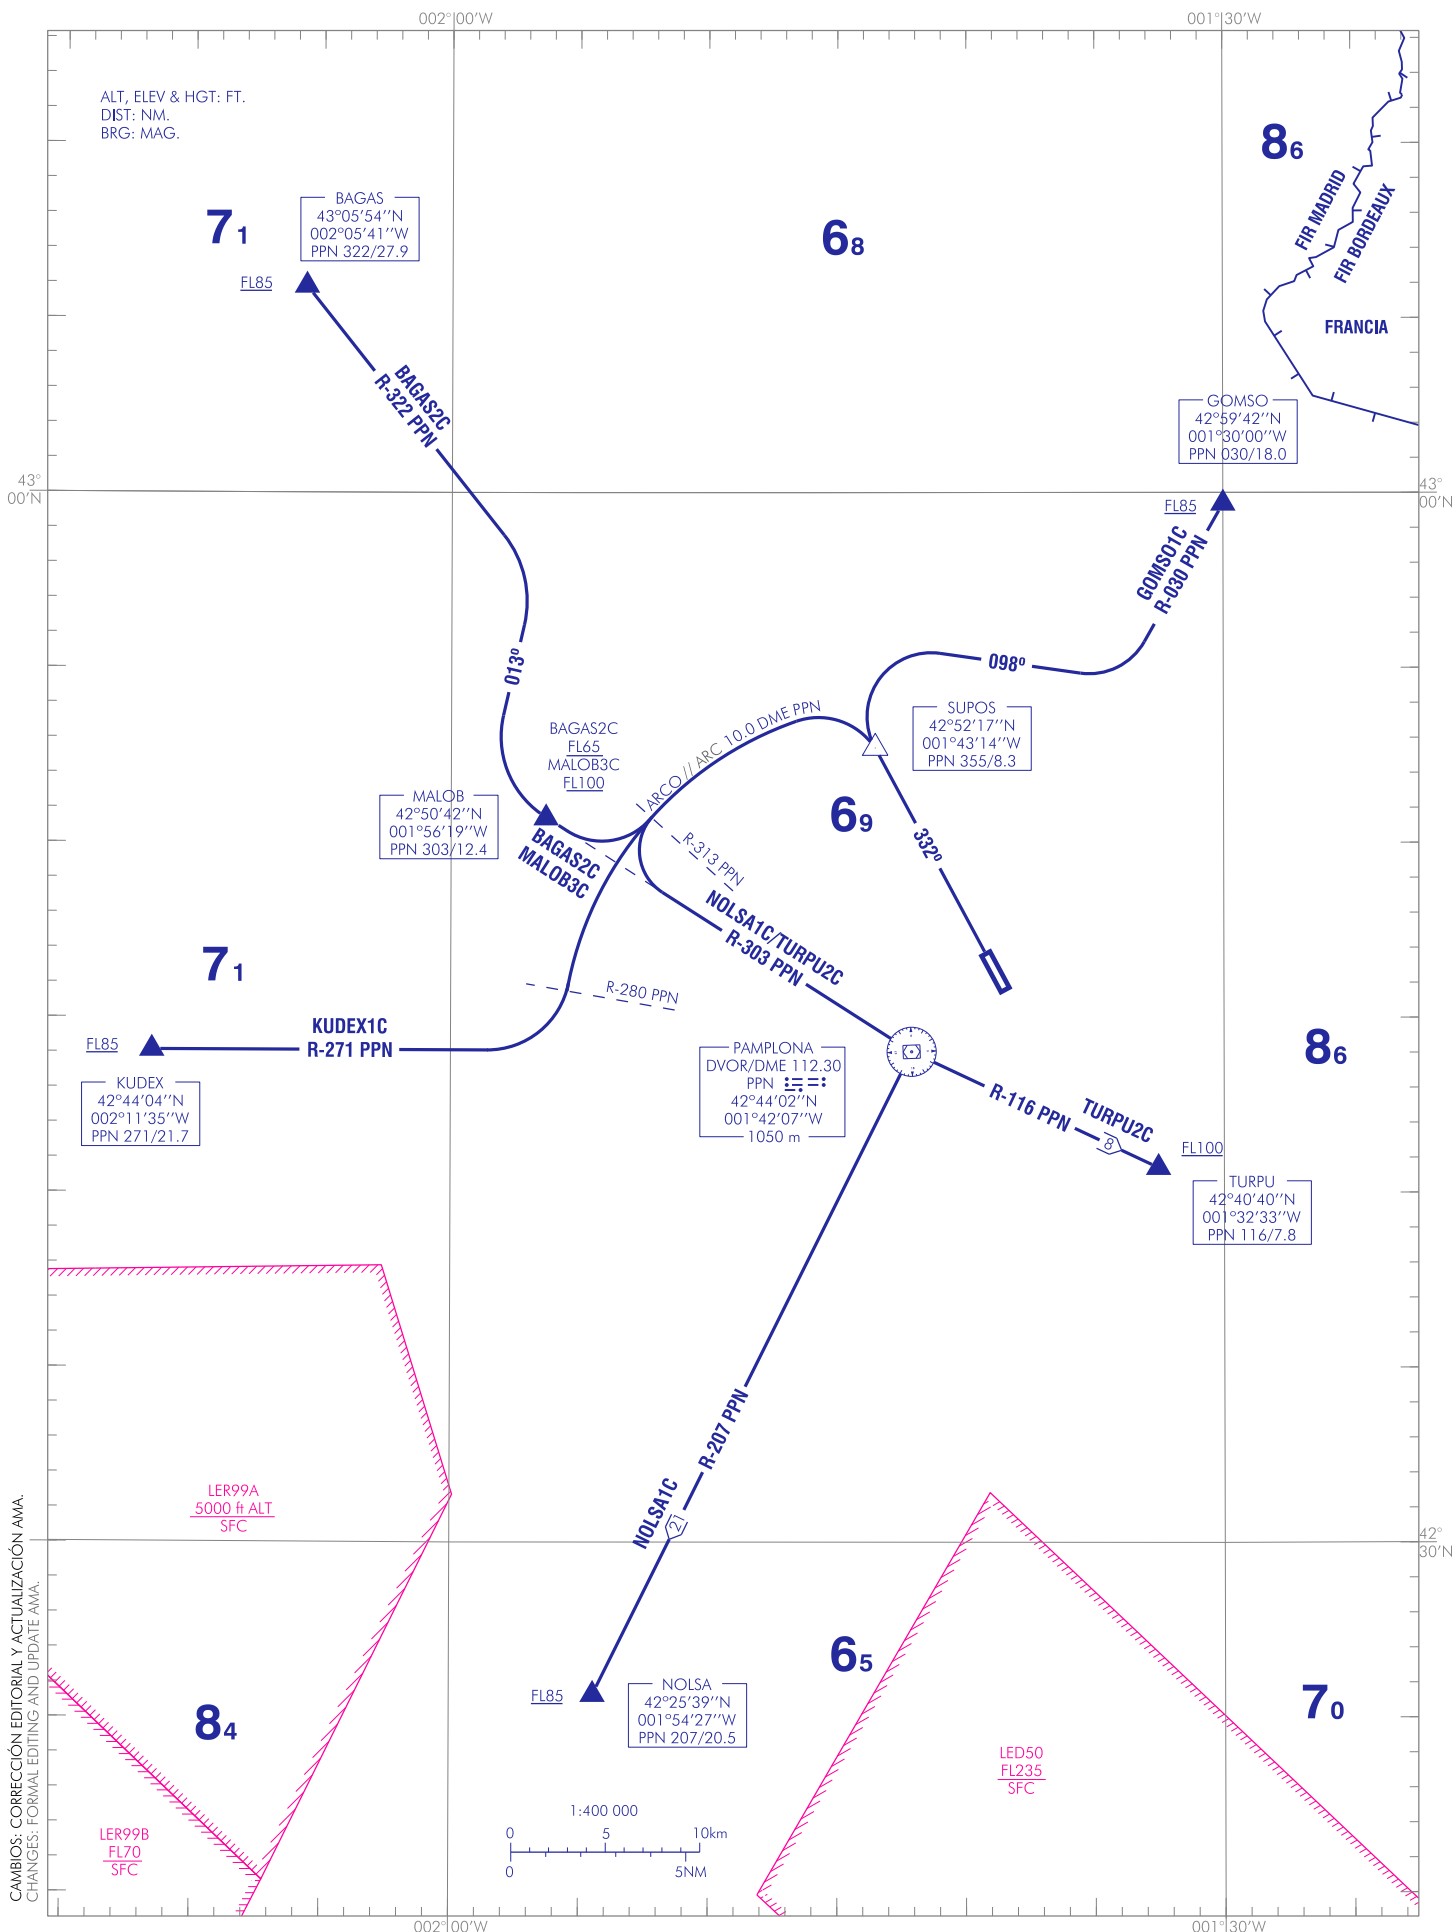 002°00'W
001°30'W
ALT, ELEV & HGT: FT.
DIST: NM.
BRG: MAG.
8₆
FIR MADRID
FIR BORDEAUX
FRANCIA
7₁
BAGAS
43°05'54''N
002°05'41''W
PPN 322/27.9
FL85
6₈
BAGAS2C
R-322 PPN
GOMSO
42°59'42''N
001°30'00''W
PPN 030/18.0
FL85
43°
00'N
43°
00'N
GOMSO1C
R-030 PPN
013º
098º
SUPOS
42°52'17''N
001°43'14''W
PPN 355/8.3
BAGAS2C
FL65
MALOB3C
FL100
ARCO // ARC 10.0 DME PPN
MALOB
42°50'42''N
001°56'19''W
PPN 303/12.4
BAGAS2C
MALOB3C
R-313 PPN
6₉
332º
NOLSA1C/TURPU2C
R-303 PPN
7₁
R-280 PPN
KUDEX1C
R-271 PPN
FL85
KUDEX
42°44'04''N
002°11'35''W
PPN 271/21.7
PAMPLONA
DVOR/DME 112.30
PPN
42°44'02''N
001°42'07''W
1050 m
8₆
R-116 PPN
TURPU2C
8
FL100
TURPU
42°40'40''N
001°32'33''W
PPN 116/7.8
R-207 PPN
NOLSA1C
21
LER99A
5000 ft ALT
SFC
42°
30'N
6₅
FL85
NOLSA
42°25'39''N
001°54'27''W
PPN 207/20.5
8₄
7₀
LED50
FL235
SFC
LER99B
FL70
SFC
1:400 000
0 5 10km
0 5NM
CAMBIOS: CORRECCIÓN EDITORIAL Y ACTUALIZACIÓN AMA.
CHANGES: FORMAL EDITING AND UPDATE AMA.
002°00'W
001°30'W